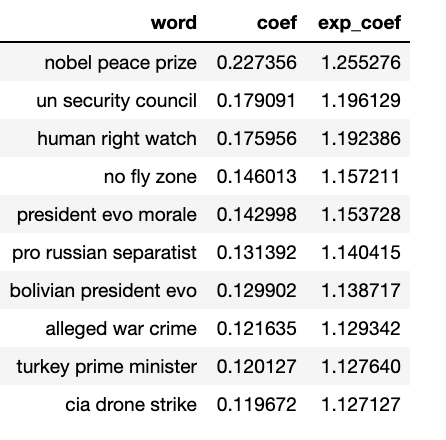 word coef exp_coef
nobel peace prize 0.227356 1.255276
un security council 0.179091 1.196129
human right watch 0.175956 1.192386
no fly zone 0.146013 1.157211
president evo morale 0.142998 1.153728
pro russian separatist 0.131392 1.140415
bolivian president evo 0.129902 1.138717
alleged war crime 0.121635 1.129342
turkey prime minister 0.120127 1.127640
cia drone strike 0.119672 1.127127